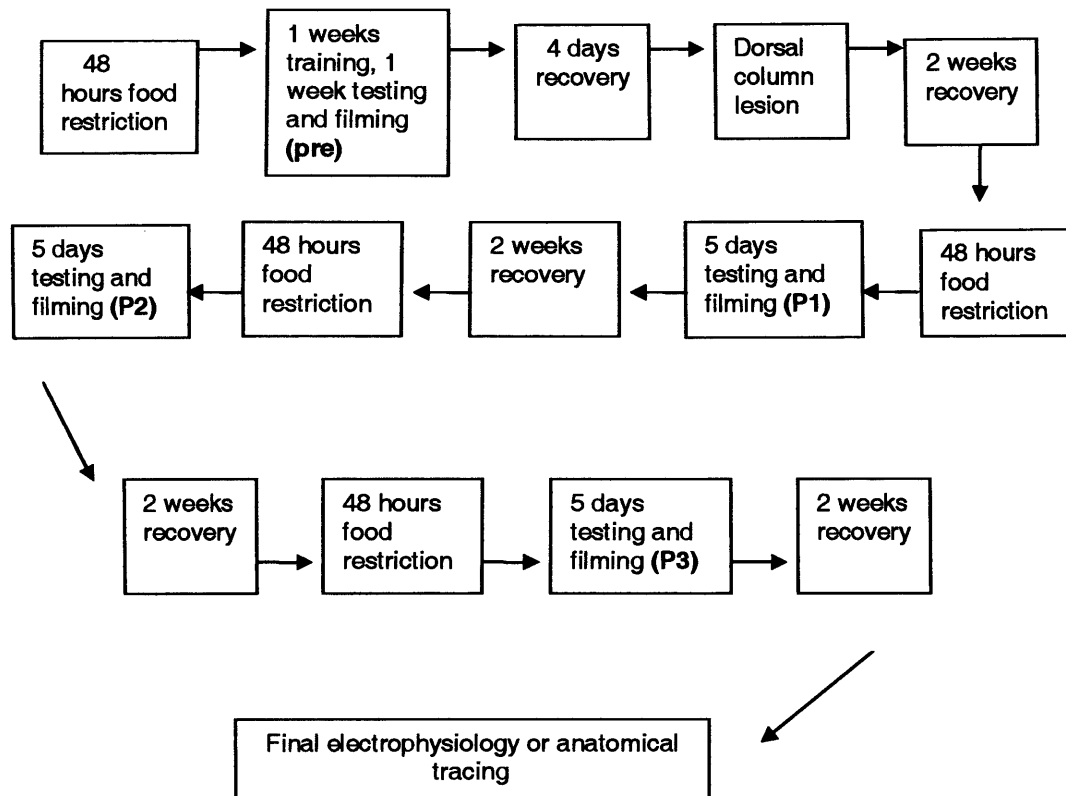 48
hours food
restriction
1 weeks
training, 1
week testing
and filming
(pre)
4 days
recovery
Dorsal
column
lesion
2 weeks
recovery
48 hours
food
restriction
5 days
testing and
filming (P1)
2 weeks
recovery
48 hours
food
restriction
5 days
testing and
filming (P2)
2 weeks
recovery
48 hours
food
restriction
5 days
testing and
filming (P3)
2 weeks
recovery
Final electrophysiology or anatomical
tracing